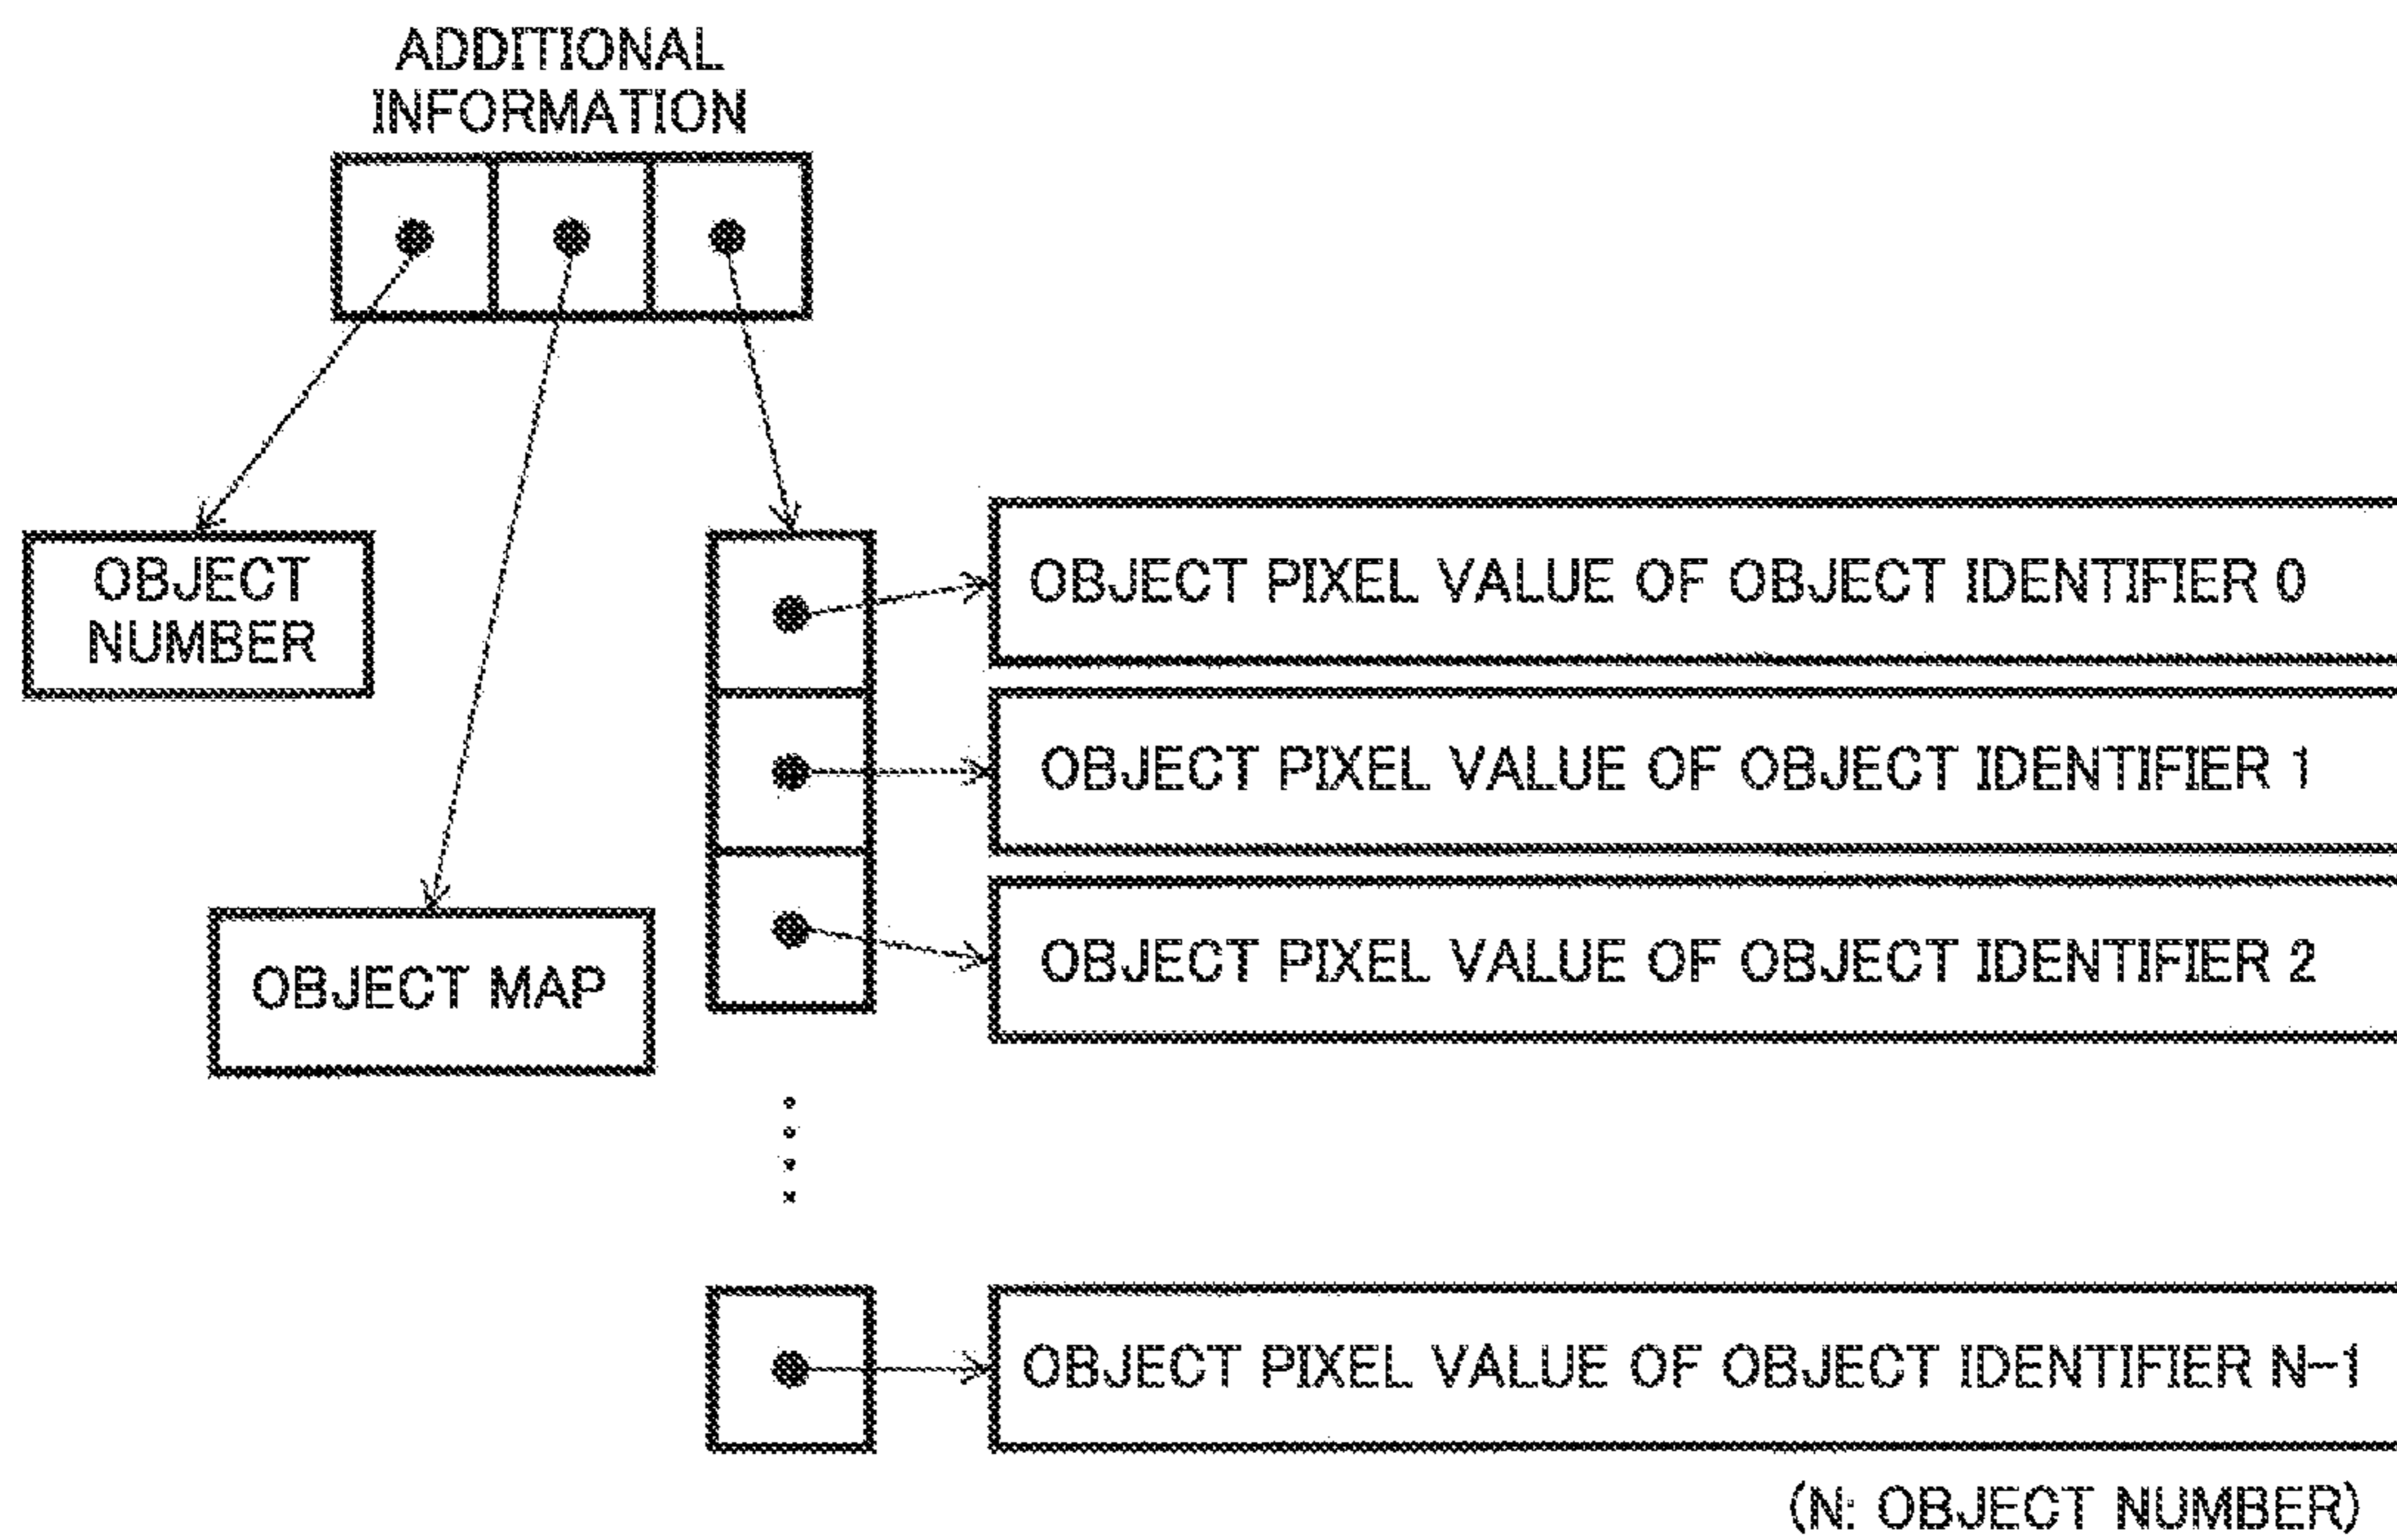 ADDITIONAL
INFORMATION
OBJECT
NUMBER
OBJECT MAP
OBJECT PIXEL VALUE OF OBJECT IDENTIFIER 0
OBJECT PIXEL VALUE OF OBJECT IDENTIFIER 1
OBJECT PIXEL VALUE OF OBJECT IDENTIFIER 2
OBJECT PIXEL VALUE OF OBJECT IDENTIFIER N-1
(N: OBJECT NUMBER)